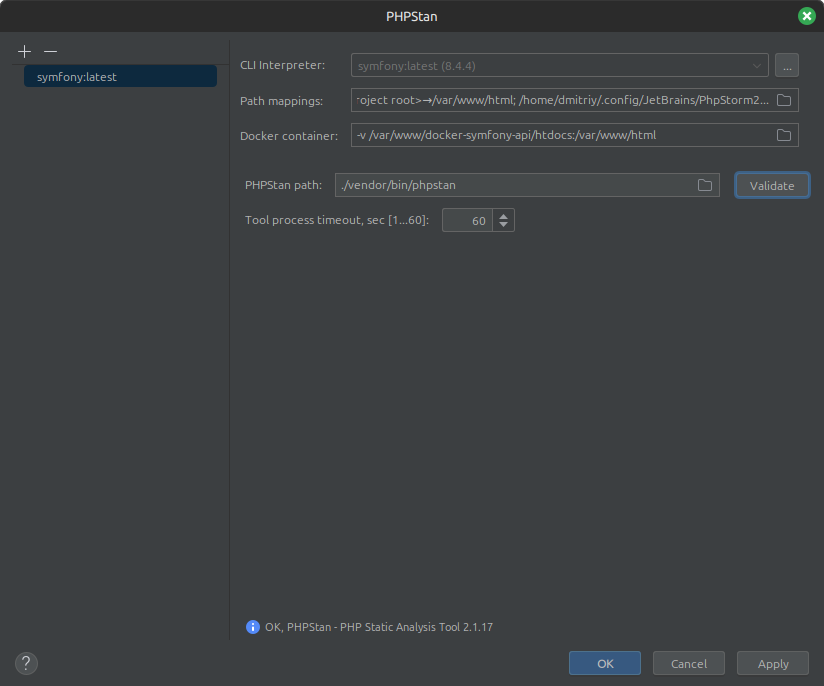 PHPStan
symfony:latest
CLI Interpreter: symfony:latest (8.4.4) ...
Path mappings: roject root>→/var/www/html; /home/dmitriy/.config/JetBrains/PhpStorm2...
Docker container: -v /var/www/docker-symfony-api/htdocs:/var/www/html
PHPStan path: ./vendor/bin/phpstan Validate
Tool process timeout, sec [1...60]: 60
OK, PHPStan - PHP Static Analysis Tool 2.1.17
? OK Cancel Apply